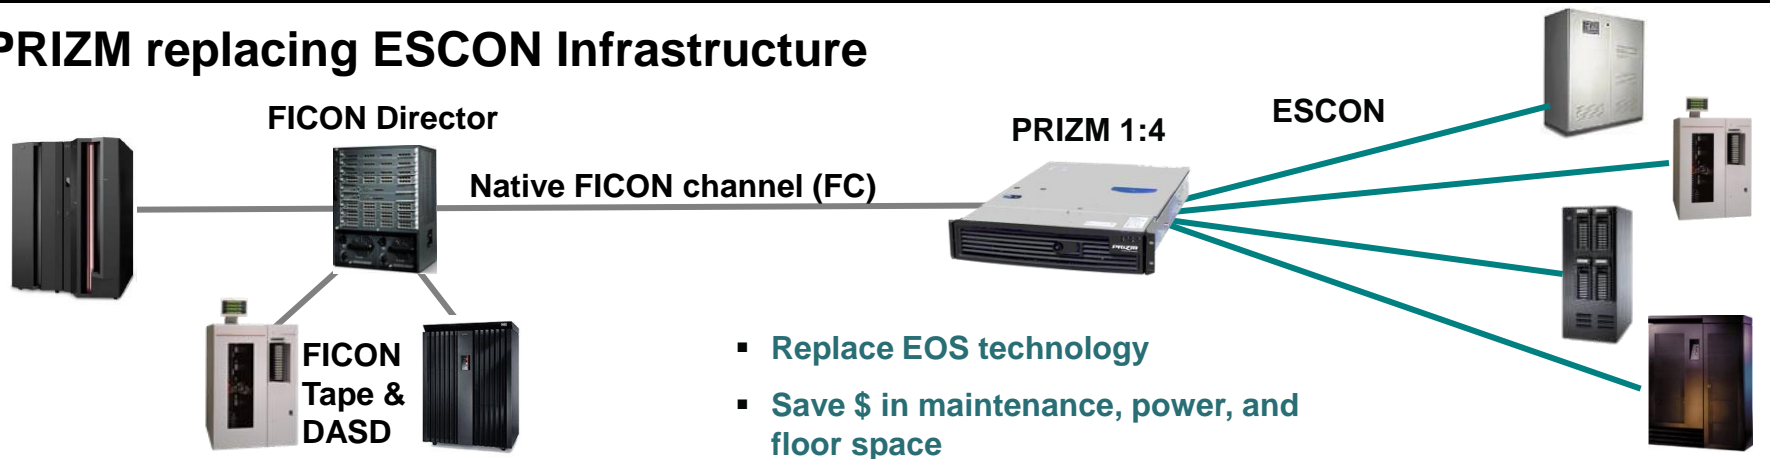 PRIZM replacing ESCON Infrastructure
FICON Director
ESCON
PRIZM 1:4
Native FICON channel (FC)
PRIZM
FICON
Tape &
DASD
▪ Replace EOS technology
▪ Save $ in maintenance, power, and
floor space